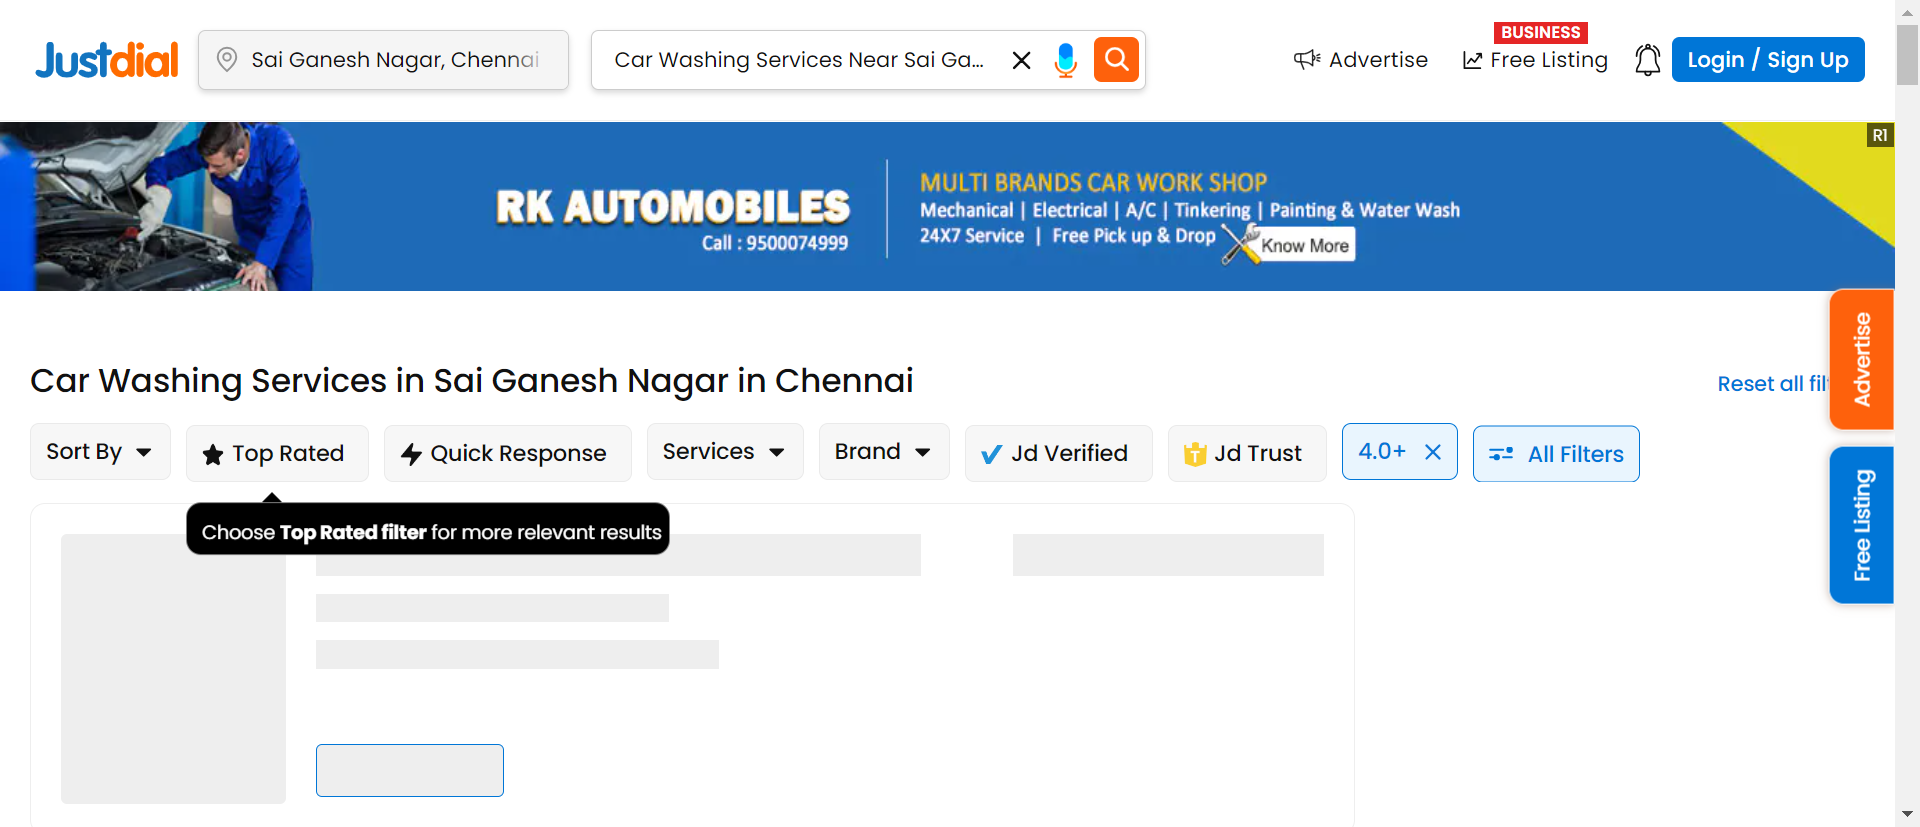 Justdial
Sai Ganesh Nagar, Chennai
Car Washing Services Near Sai Ga...
Advertise
BUSINESS
Free Listing
Login / Sign Up
R1
RK AUTOMOBILES
Call : 9500074999
MULTI BRANDS CAR WORK SHOP
Mechanical | Electrical | A/C | Tinkering | Painting & Water Wash
24X7 Service | Free Pick up & Drop
Know More
Advertise
Free Listing
Car Washing Services in Sai Ganesh Nagar in Chennai
Reset all filt
Sort By
Top Rated
Quick Response
Services
Brand
Jd Verified
T Jd Trust
4.0+
All Filters
Choose Top Rated filter for more relevant results